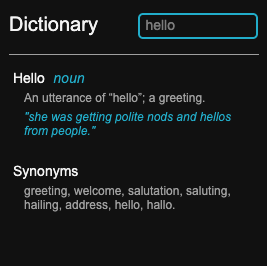 Dictionary
hello
Hello noun
An utterance of “hello”; a greeting.
"she was getting polite nods and hellos
from people."
Synonyms
greeting, welcome, salutation, saluting,
hailing, address, hello, hallo.